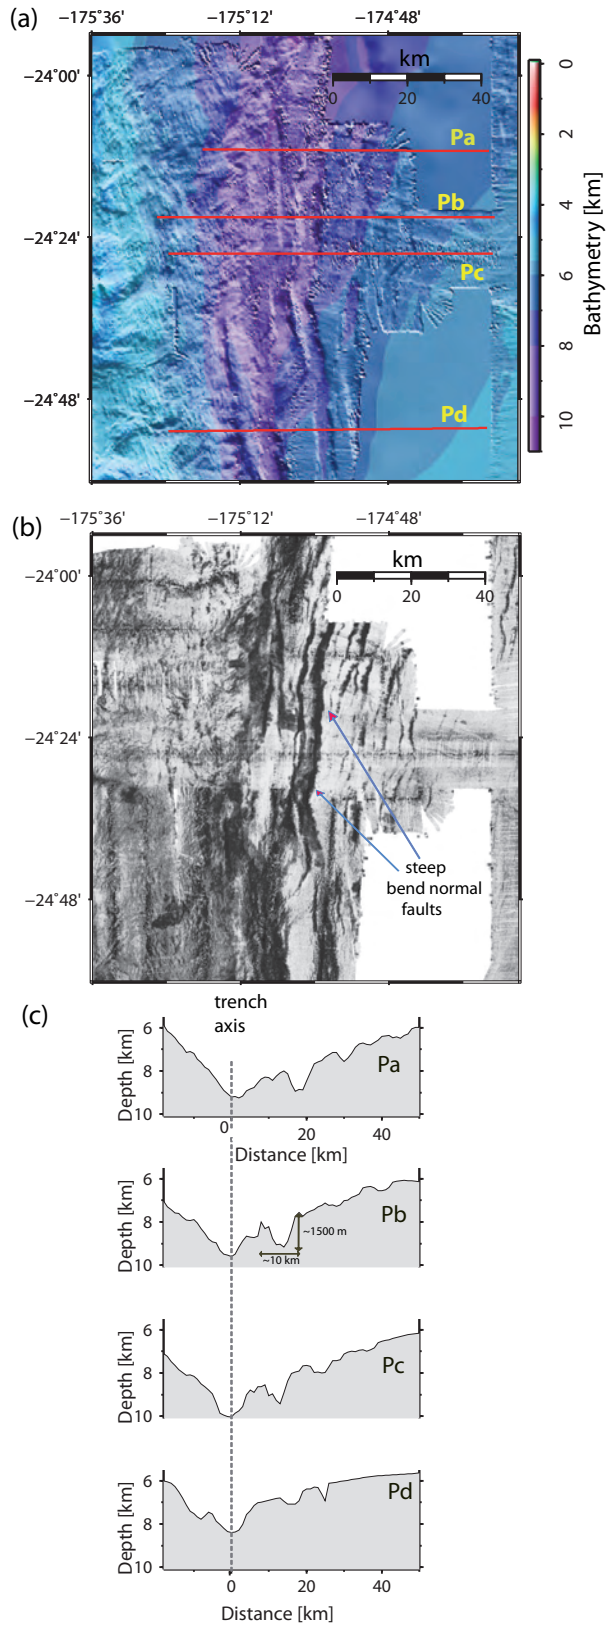 (a)
−175˚36' −175˚12' −174˚48'
km
0 20 40
−24˚00'
−24˚24'
−24˚48'
Pa
Pb
Pc
Pd
0
2
4
6
8
10
Bathymetry [km]
(b)
−175˚36' −175˚12' −174˚48'
km
0 20 40
−24˚00'
−24˚24'
−24˚48'
steep
bend normal
faults
(c)
trench
axis
6
8
10
Depth [km]
Pa
0 20 40
Distance [km]
6
8
10
Depth [km]
Pb
~1500 m
~10 km
6
8
10
Depth [km]
Pc
6
8
10
Depth [km]
Pd
0 20 40
Distance [km]